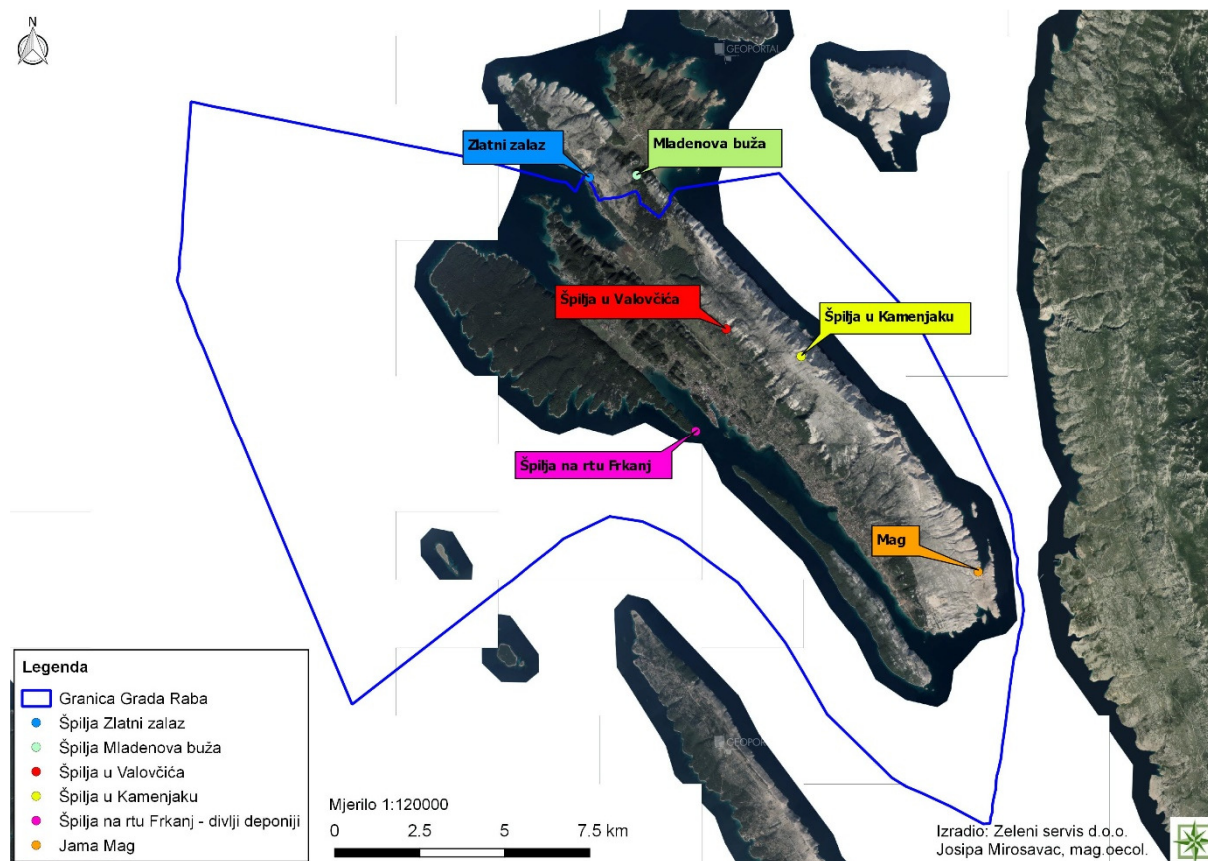 N
GEOPORTAL
Zlatni zalaz
Mladenova buža
Špilja u Valovčića
Špilja u Kamenjaku
Špilja na rtu Frkanj
Mag
GEOPORTAL
Legenda
Granica Grada Raba
Špilja Zlatni zalaz
Špilja Mladenova buža
Špilja u Valovčića
Špilja u Kamenjaku
Špilja na rtu Frkanj - divlji deponiji
Jama Mag
Mjerilo 1:120000
0 2.5 5 7.5 km
Izradio: Zeleni servis d.o.o.
Josipa Mirosavac, mag.oecol.